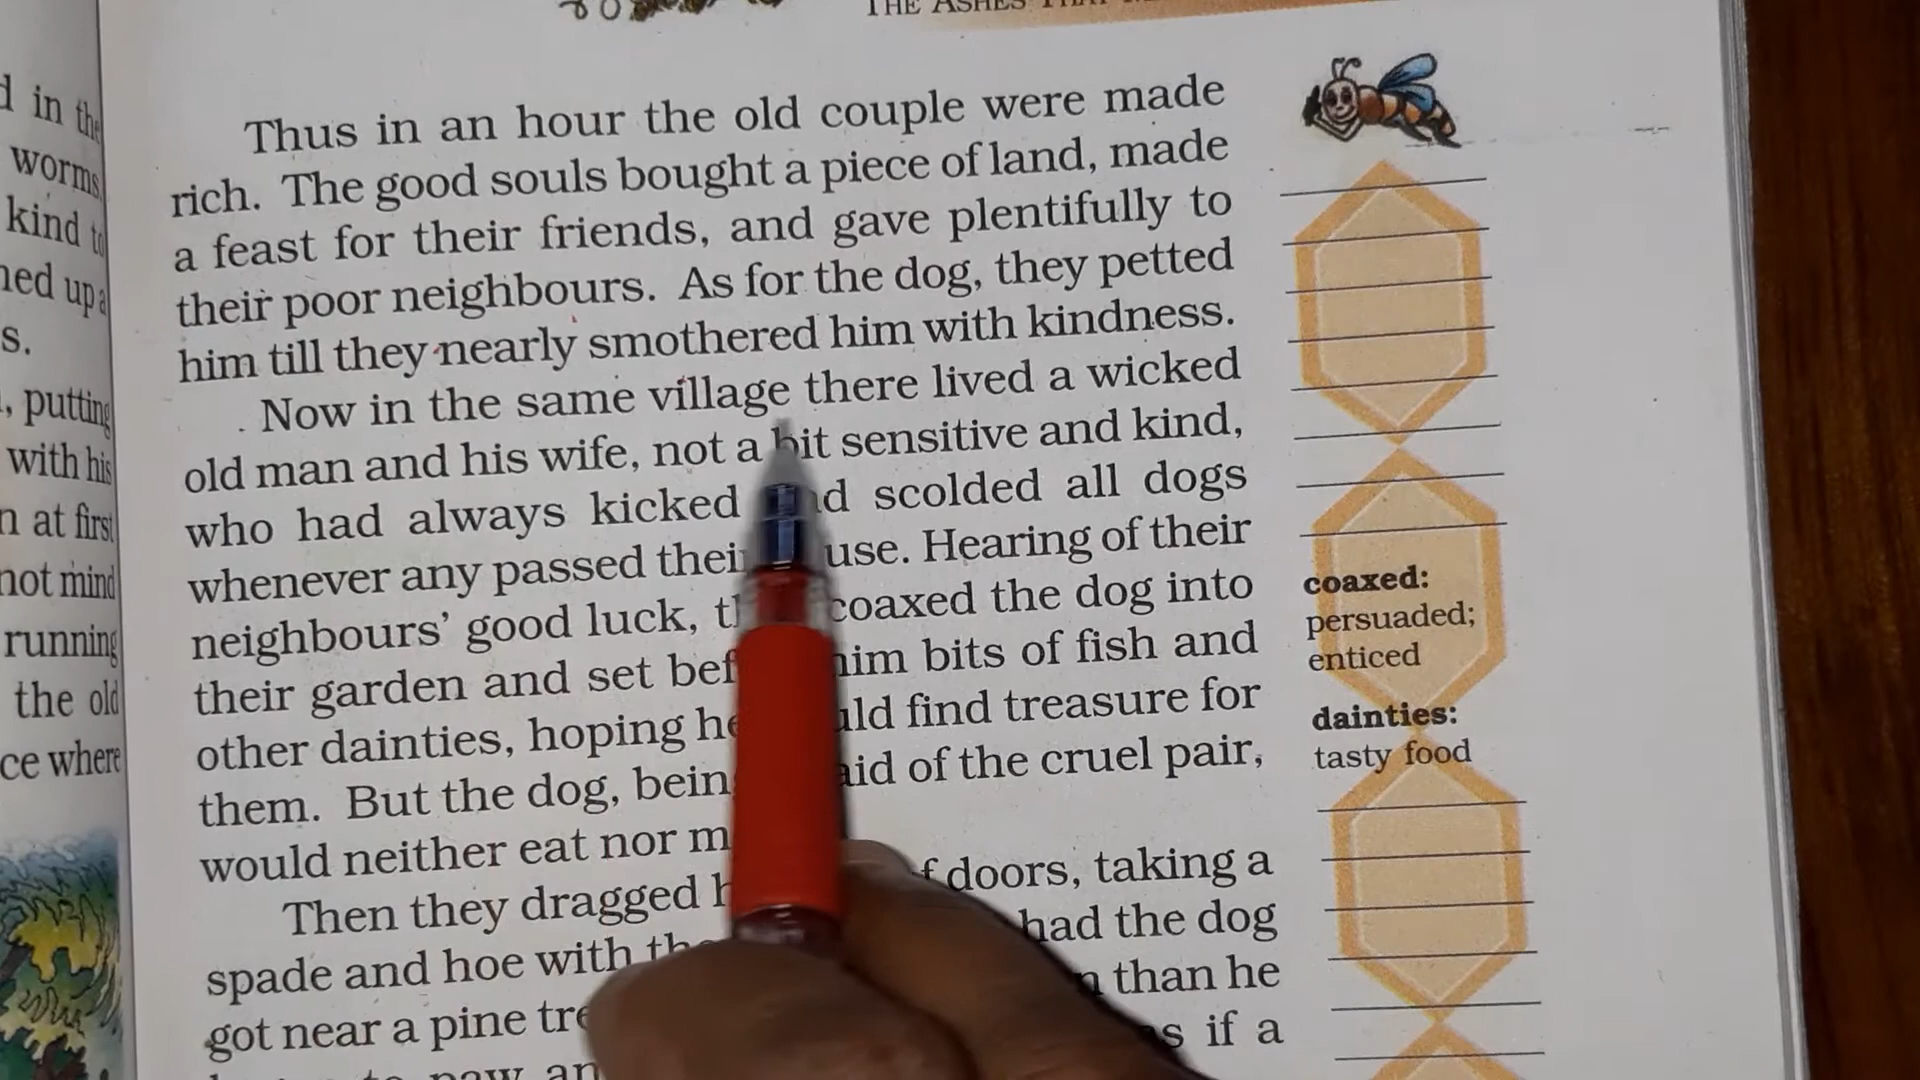 THE ASHES THAT
d in the
worms
kind to
ned up a
s.
, putting
with his
n at first
not mind
running
the old
ce where
Thus in an hour the old couple were made
rich. The good souls bought a piece of land, made
a feast for their friends, and gave plentifully to
their poor neighbours. As for the dog, they petted
him till they nearly smothered him with kindness.
Now in the same village there lived a wicked
old man and his wife, not a bit sensitive and kind,
who had always kicked and scolded all dogs
whenever any passed their use. Hearing of their
neighbours' good luck, coaxed the dog into
their garden and set bef him bits of fish and
other dainties, hoping he uld find treasure for
them. But the dog, being aid of the cruel pair,
would neither eat nor m
Then they dragged h f doors, taking a
spade and hoe with had the dog
got near a pine tre than he
s if a
coaxed:
persuaded;
enticed
dainties:
tasty food